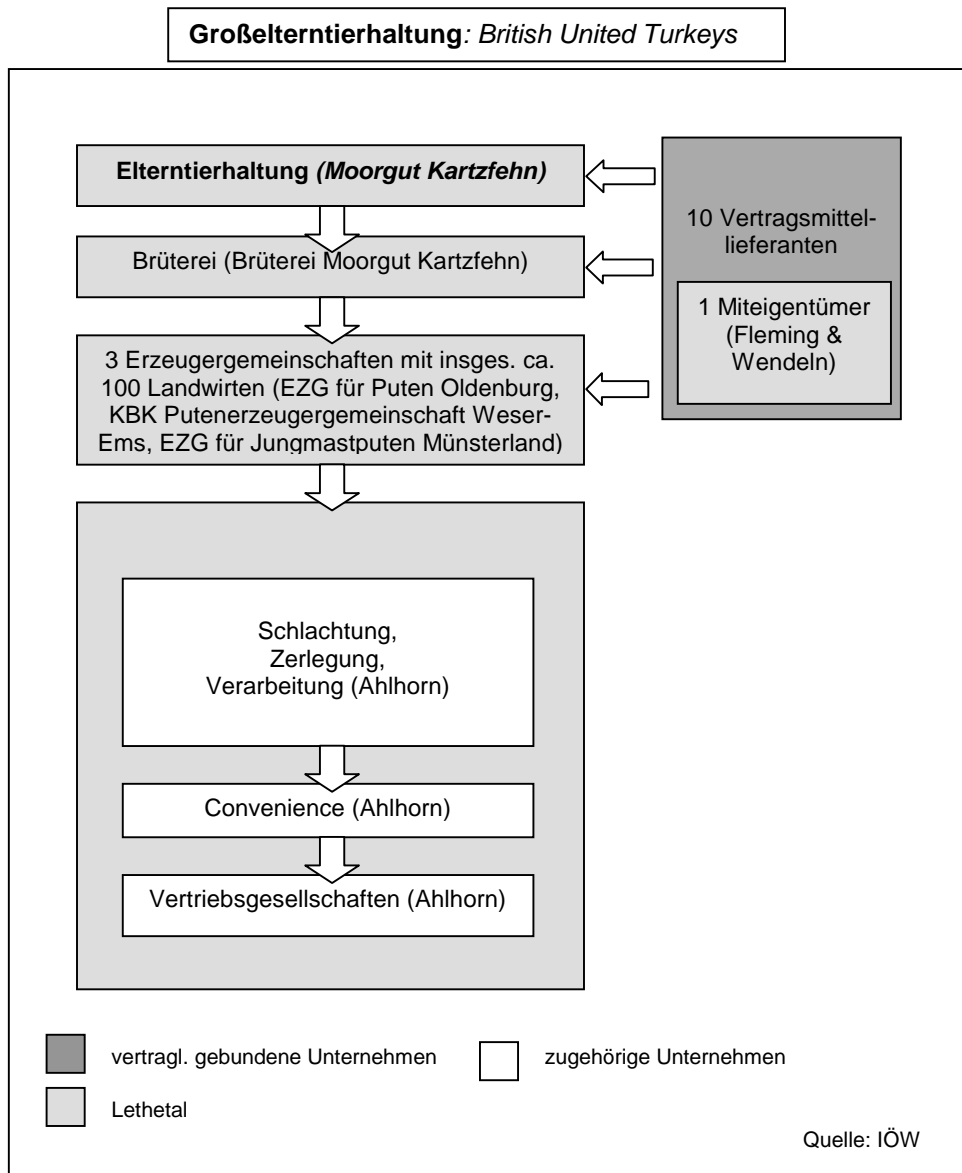 Großelterntierhaltung: British United Turkeys
Elterntierhaltung (Moorgut Kartzfehn)
Brüterei (Brüterei Moorgut Kartzfehn)
3 Erzeugergemeinschaften mit insges. ca.
100 Landwirten (EZG für Puten Oldenburg,
KBK Putenerzeugergemeinschaft Weser-
Ems, EZG für Jungmastputen Münsterland)
10 Vertragsmittel-
lieferanten
1 Miteigentümer
(Fleming &
Wendeln)
Schlachtung,
Zerlegung,
Verarbeitung (Ahlhorn)
Convenience (Ahlhorn)
Vertriebsgesellschaften (Ahlhorn)
vertragl. gebundene Unternehmen
zugehörige Unternehmen
Lethetal
Quelle: IÖW